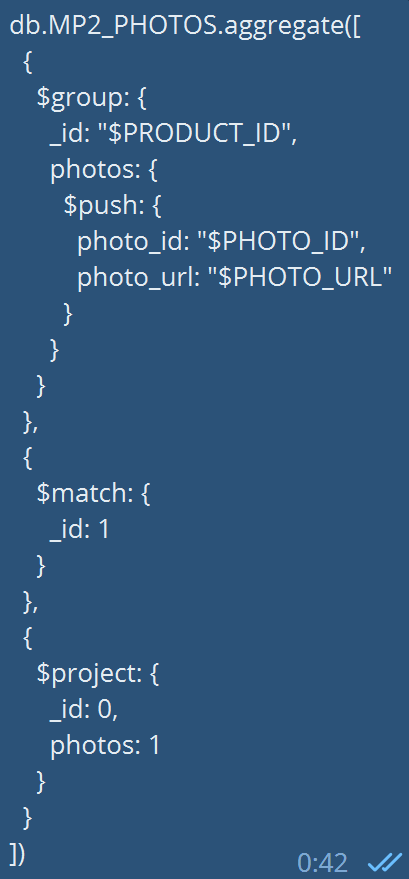 db.MP2_PHOTOS.aggregate([
  {
    $group: {
      _id: "$PRODUCT_ID",
      photos: {
        $push: {
          photo_id: "$PHOTO_ID",
          photo_url: "$PHOTO_URL"
        }
      }
    }
  },
  {
    $match: {
      _id: 1
    }
  },
  {
    $project: {
      _id: 0,
      photos: 1
    }
  }
])
0:42